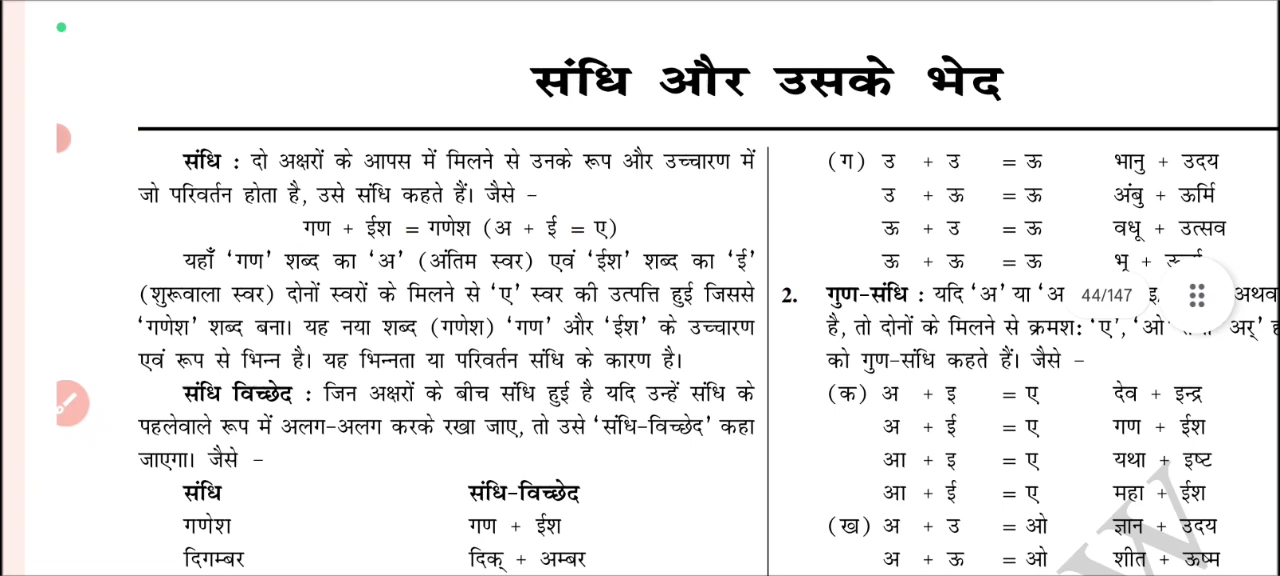 संधि और उसके भेद
संधि : दो अक्षरों के आपस में मिलने से उनके रूप और उच्चारण में
जो परिवर्तन होता है, उसे संधि कहते हैं। जैसे -
गण + ईश = गणेश (अ + ई = ए)
यहाँ 'गण' शब्द का 'अ' (अंतिम स्वर) एवं 'ईश' शब्द का 'ई'
(शुरूवाला स्वर) दोनों स्वरों के मिलने से 'ए' स्वर की उत्पत्ति हुई जिससे
'गणेश' शब्द बना। यह नया शब्द (गणेश) 'गण' और 'ईश' के उच्चारण
एवं रूप से भिन्न है। यह भिन्नता या परिवर्तन संधि के कारण है।
संधि विच्छेद : जिन अक्षरों के बीच संधि हुई है यदि उन्हें संधि के
पहलेवाले रूप में अलग-अलग करके रखा जाए, तो उसे 'संधि-विच्छेद' कहा
जाएगा। जैसे -
संधि संधि-विच्छेद
गणेश गण + ईश
दिगम्बर दिक् + अम्बर
(ग) उ + उ = ऊ भानु + उदय
उ + ऊ = ऊ अंबु + ऊर्मि
ऊ + उ = ऊ वधू + उत्सव
ऊ + ऊ = ऊ भू +
2. गुण-संधि : यदि 'अ' या 'अ 44/147 इ,
है, तो दोनों के मिलने से क्रमश: 'ए', 'ओ' अर्'
को गुण-संधि कहते हैं। जैसे -
(क) अ + इ = ए देव + इन्द्र
अ + ई = ए गण + ईश
आ + इ = ए यथा + इष्ट
आ + ई = ए महा + ईश
(ख) अ + उ = ओ ज्ञान + उदय
अ + ऊ = ओ शीत + ऊष्म